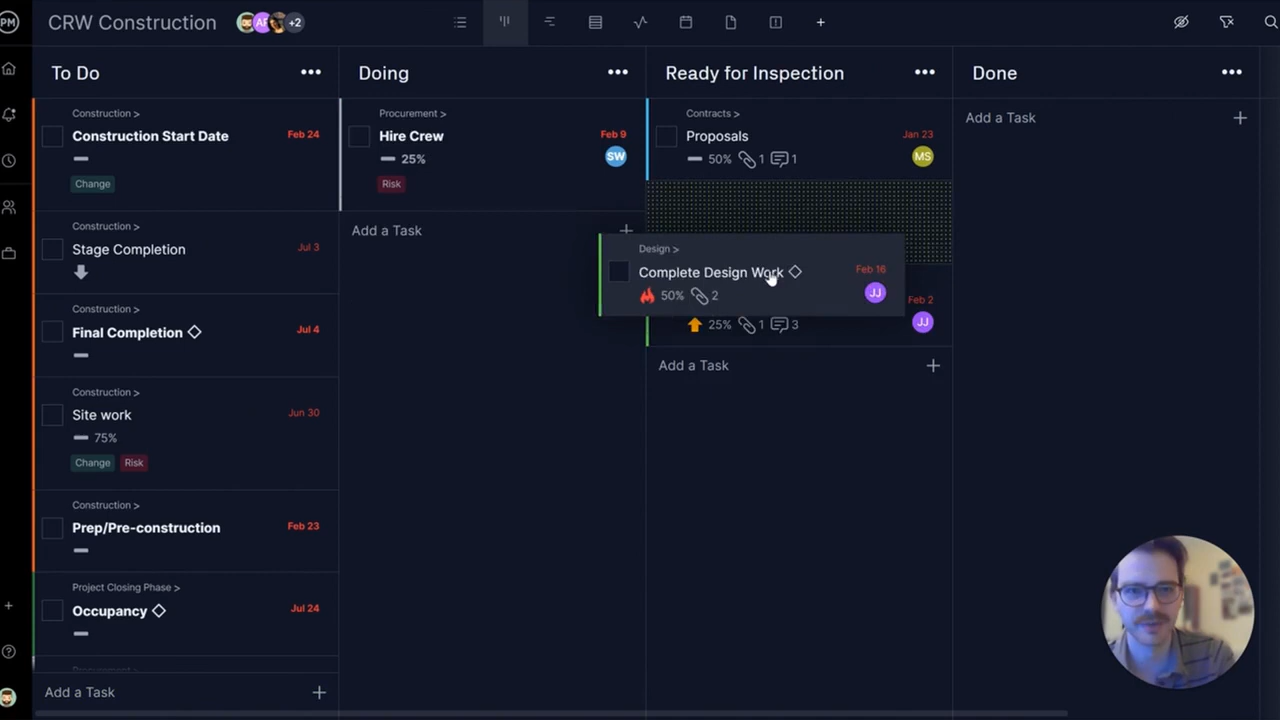 PM
CRW Construction
AF
+2
To Do
Doing
Ready for Inspection
Done
Construction >
Construction Start Date
Feb 24
Change
Construction >
Stage Completion
Jul 3
Construction >
Final Completion
Jul 4
Construction >
Site work
Jun 30
75%
Change Risk
Construction >
Prep/Pre-construction
Feb 23
Project Closing Phase >
Occupancy
Jul 24
Procurement >
Add a Task
Procurement >
Hire Crew
Feb 9
25%
SW
Risk
Add a Task
Contracts >
Proposals
Jan 23
50% 1 1
MS
Design >
Complete Design Work
Feb 16
50% 2
JJ
Feb 2
25% 1 3
JJ
Add a Task
Add a Task